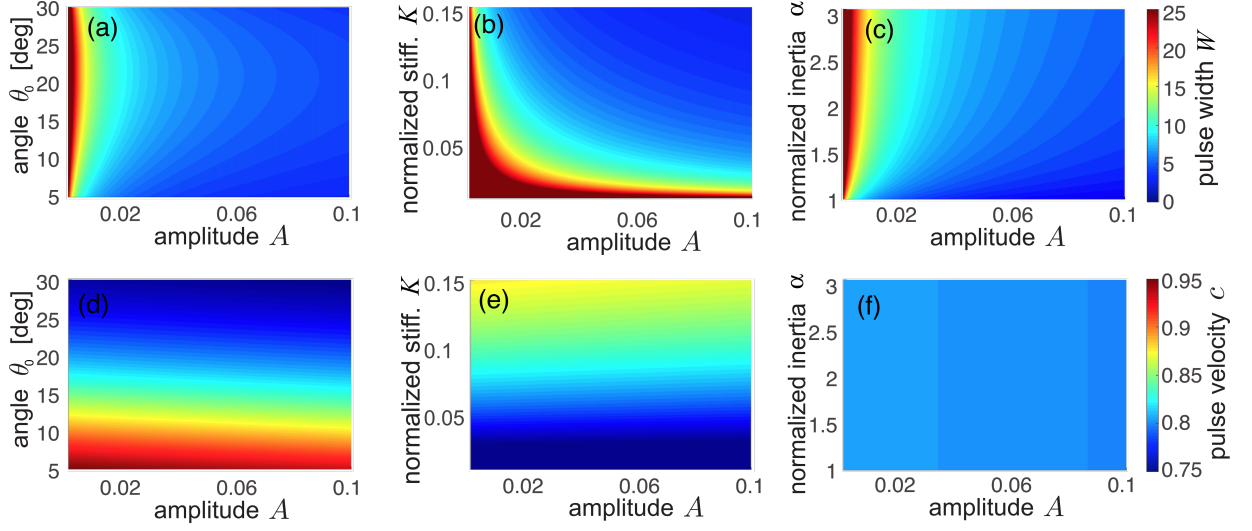 (a)
angle θ₀ [deg]
30
25
20
15
10
5
0.02
0.06
0.1
amplitude A
(b)
normalized stiff. K
0.15
0.1
0.05
0.02
0.06
0.1
amplitude A
(c)
normalized inertia α
3
2.5
2
1.5
1
0.02
0.06
0.1
amplitude A
25
20
15
10
5
0
pulse width W
(d)
angle θ₀ [deg]
30
25
20
15
10
5
0.02
0.06
0.1
amplitude A
(e)
normalized stiff. K
0.15
0.1
0.05
0.02
0.06
0.1
amplitude A
(f)
normalized inertia α
3
2.5
2
1.5
1
0.02
0.06
0.1
amplitude A
0.95
0.9
0.85
0.8
0.75
pulse velocity c